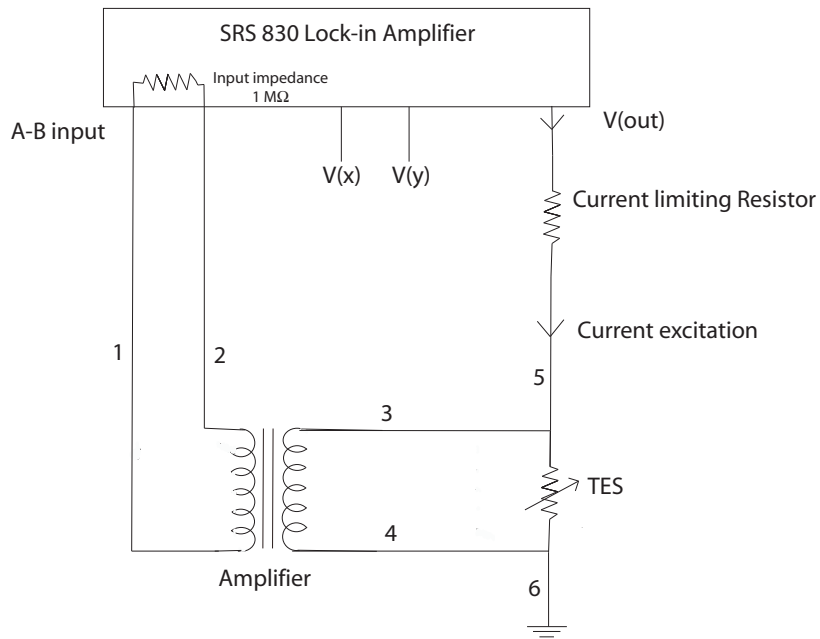 SRS 830 Lock-in Amplifier
Input impedance
1 MΩ
A-B input
V(out)
V(x)
V(y)
Current limiting Resistor
Current excitation
1
2
5
3
TES
4
Amplifier
6